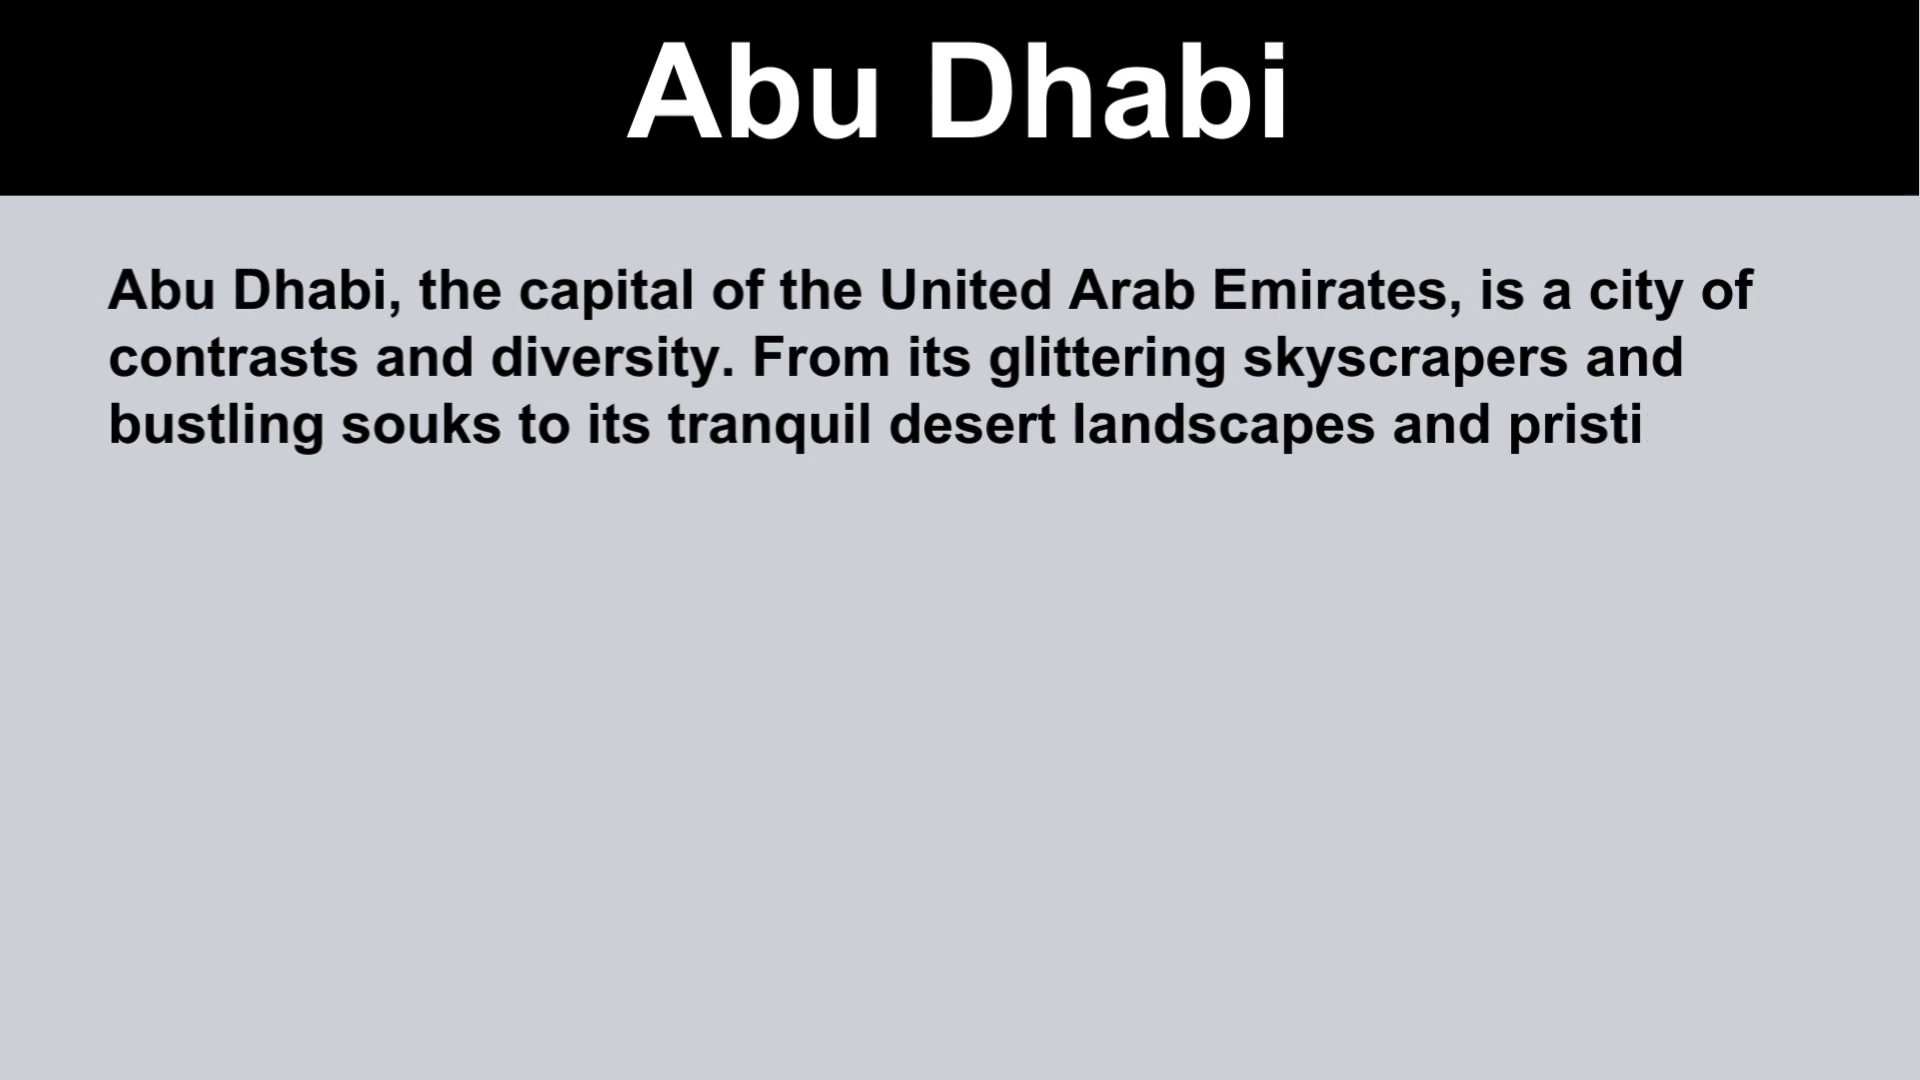 Abu Dhabi
Abu Dhabi, the capital of the United Arab Emirates, is a city of
contrasts and diversity. From its glittering skyscrapers and
bustling souks to its tranquil desert landscapes and pristi